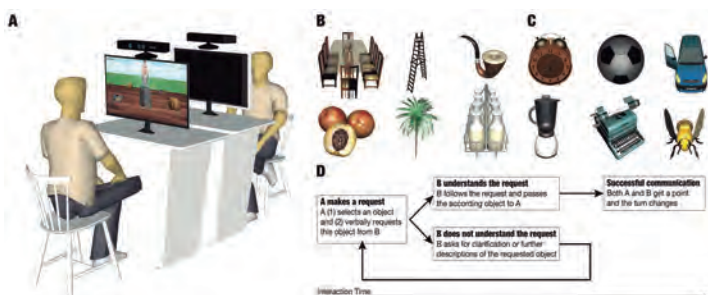 A
B
C
D
A makes a request
A (1) selects an object
and (2) verbally requests
this object from B
B understands the request
B follows the request and passes
the according object to A
Successful communication
Both A and B get a point
and the turn changes
B does not understand the request
B asks for clarification or further
descriptions of the requested object
Interaction Time